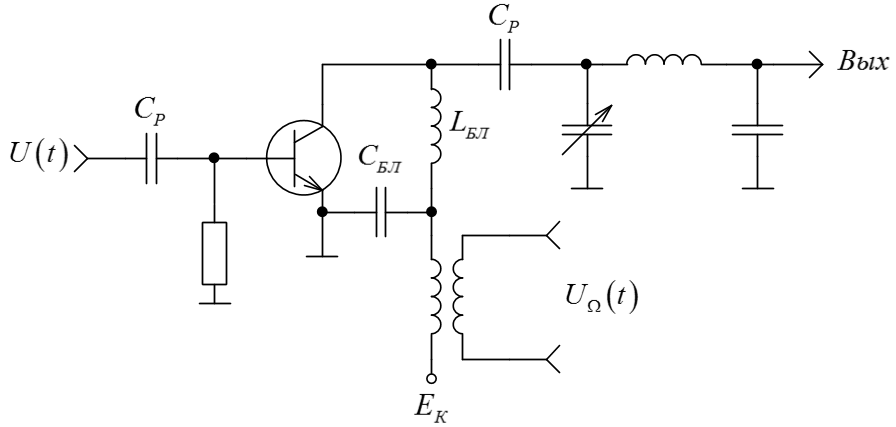 C_P
Вых
C_P
L_БЛ
U(t)
C_БЛ
U_Ω(t)
E_K